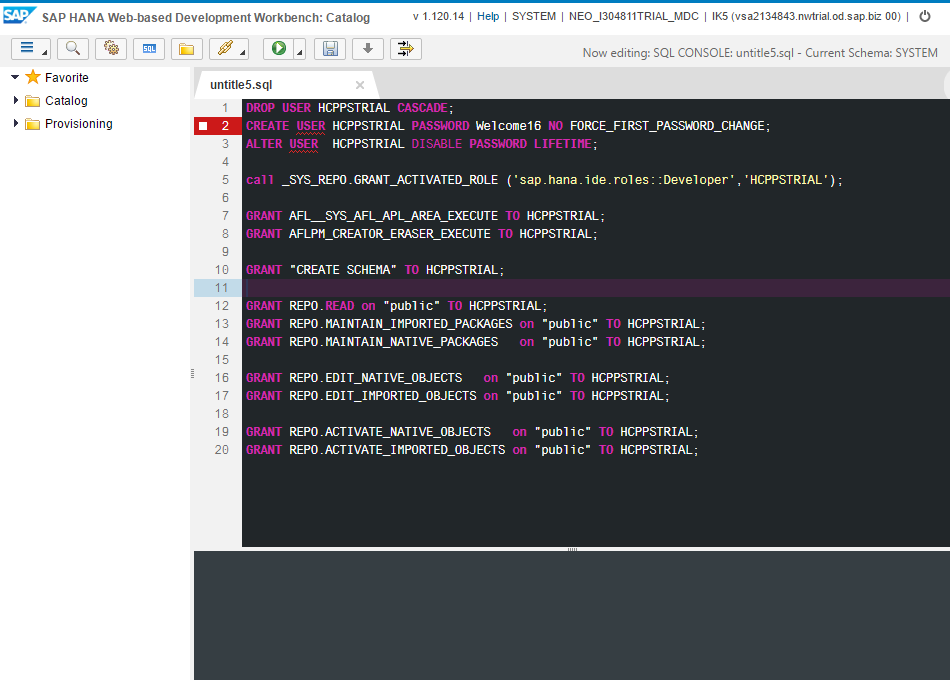 SAP SAP HANA Web-based Development Workbench: Catalog
v 1.120.14 | Help | SYSTEM | NEO_I304811TRIAL_MDC | IK5 (vsa2134843.nwtrial.od.sap.biz 00) |
SQL
Now editing: SQL CONSOLE: untitle5.sql - Current Schema: SYSTEM
Favorite
Catalog
Provisioning
untitle5.sql
1 DROP USER HCPPSTRIAL CASCADE;
2 CREATE USER HCPPSTRIAL PASSWORD Welcome16 NO FORCE_FIRST_PASSWORD_CHANGE;
3 ALTER USER  HCPPSTRIAL DISABLE PASSWORD LIFETIME;
4
5 call _SYS_REPO.GRANT_ACTIVATED_ROLE ('sap.hana.ide.roles::Developer','HCPPSTRIAL');
6
7 GRANT AFL__SYS_AFL_APL_AREA_EXECUTE TO HCPPSTRIAL;
8 GRANT AFLPM_CREATOR_ERASER_EXECUTE TO HCPPSTRIAL;
9
10 GRANT "CREATE SCHEMA" TO HCPPSTRIAL;
11
12 GRANT REPO.READ on "public" TO HCPPSTRIAL;
13 GRANT REPO.MAINTAIN_IMPORTED_PACKAGES on "public" TO HCPPSTRIAL;
14 GRANT REPO.MAINTAIN_NATIVE_PACKAGES   on "public" TO HCPPSTRIAL;
15
16 GRANT REPO.EDIT_NATIVE_OBJECTS   on "public" TO HCPPSTRIAL;
17 GRANT REPO.EDIT_IMPORTED_OBJECTS on "public" TO HCPPSTRIAL;
18
19 GRANT REPO.ACTIVATE_NATIVE_OBJECTS   on "public" TO HCPPSTRIAL;
20 GRANT REPO.ACTIVATE_IMPORTED_OBJECTS on "public" TO HCPPSTRIAL;